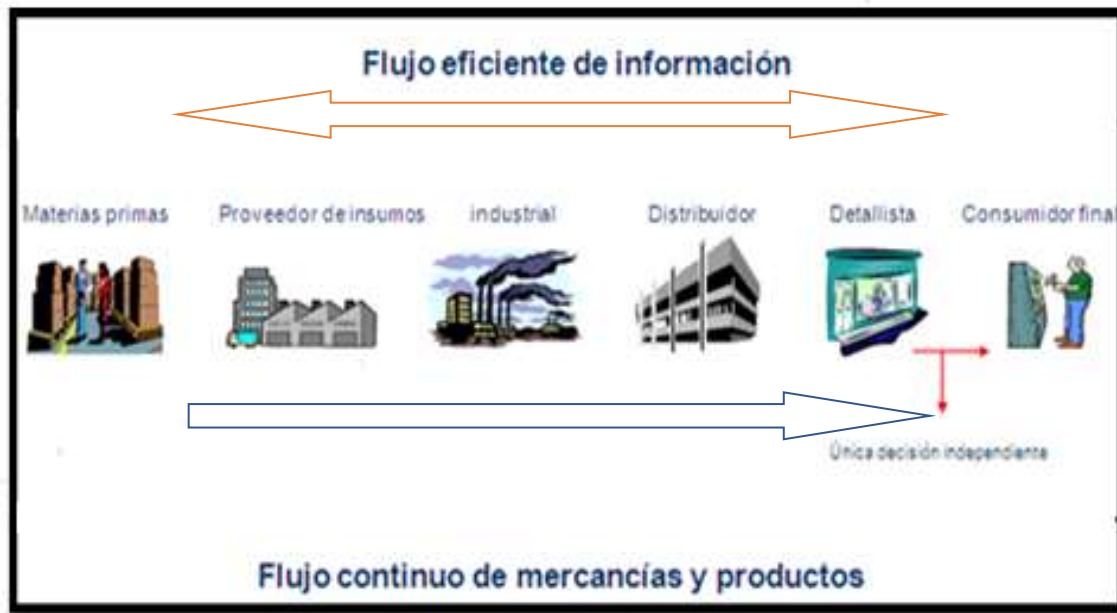 Flujo eficiente de información
Materias primas
Proveedor de insumos
industrial
Distribuidor
Detallista
Consumidor final
Única decisión independiente
Flujo continuo de mercancías y productos